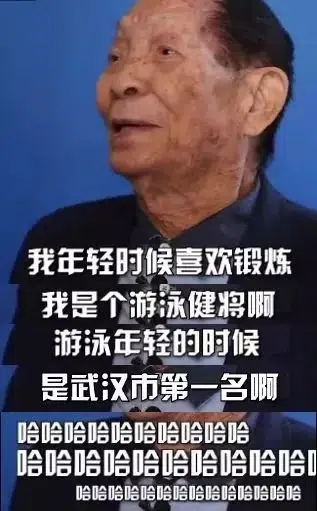 我年轻时候喜欢锻炼
我是个游泳健将啊
游泳年轻的时候
是武汉市第一名啊
哈哈哈哈哈哈哈哈哈哈
哈哈哈哈哈哈哈哈哈哈
哈哈哈哈哈哈哈哈哈哈哈哈哈